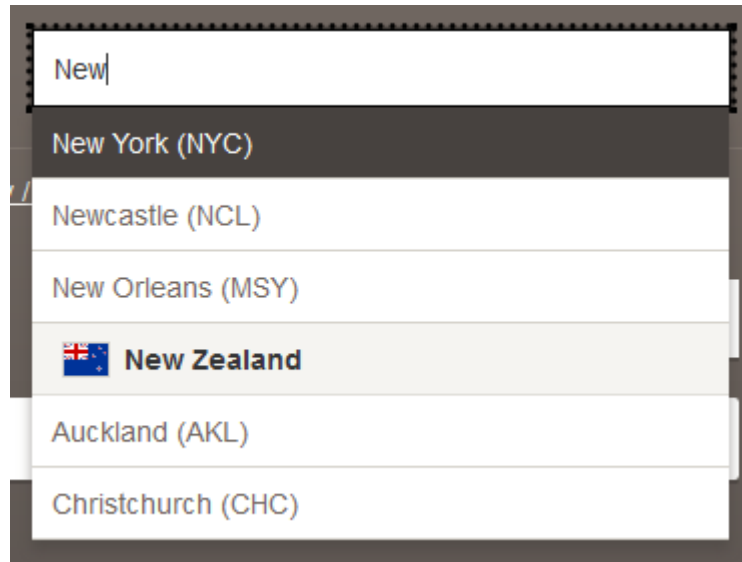 New
New York (NYC)
Newcastle (NCL)
New Orleans (MSY)
New Zealand
Auckland (AKL)
Christchurch (CHC)